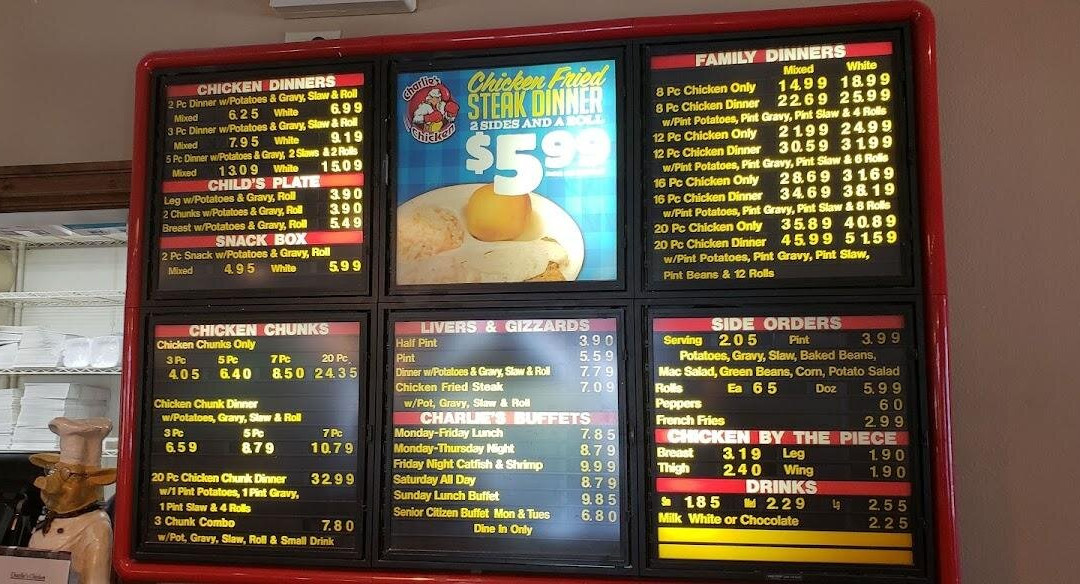 CHICKEN DINNERS
2 Pc Dinner w/Potatoes & Gravy, Slaw & Roll
Mixed 6.25 White 6.99
3 Pc Dinner w/Potatoes & Gravy, Slaw & Roll
Mixed 7.95 White 9.19
5 Pc Dinner w/Potatoes & Gravy, 2 Slaws & 2 Rolls
Mixed 13.09 White 15.09
CHILD'S PLATE
Leg w/Potatoes & Gravy, Roll 3.90
2 Chunks w/Potatoes & Gravy, Roll 3.90
Breast w/Potatoes & Gravy, Roll 5.49
SNACK BOX
2 Pc Snack w/Potatoes & Gravy, Roll
Mixed 4.95 White 5.99
Charlie's
Chicken
Chicken Fried
STEAK DINNER
2 SIDES AND A ROLL
$5.99
FAMILY DINNERS
Mixed White
8 Pc Chicken Only 14.99 18.99
8 Pc Chicken Dinner 22.69 25.99
w/Pint Potatoes, Pint Gravy, Pint Slaw & 4 Rolls
12 Pc Chicken Only 21.99 24.99
12 Pc Chicken Dinner 30.59 31.99
w/Pint Potatoes, Pint Gravy, Pint Slaw & 6 Rolls
16 Pc Chicken Only 28.69 31.69
16 Pc Chicken Dinner 34.69 38.19
w/Pint Potatoes, Pint Gravy, Pint Slaw & 8 Rolls
20 Pc Chicken Only 35.89 40.89
20 Pc Chicken Dinner 45.99 51.59
w/Pint Potatoes, Pint Gravy, Pint Slaw,
Pint Beans & 12 Rolls
CHICKEN CHUNKS
Chicken Chunks Only
3 Pc 5 Pc 7 Pc 20 Pc
4.05 6.40 8.50 24.35
Chicken Chunk Dinner
w/Potatoes, Gravy, Slaw & Roll
3 Pc 5 Pc 7 Pc
6.59 8.79 10.79
20 Pc Chicken Chunk Dinner 32.99
w/1 Pint Potatoes, 1 Pint Gravy,
1 Pint Slaw & 4 Rolls
3 Chunk Combo 7.80
w/Pot, Gravy, Slaw, Roll & Small Drink
LIVERS & GIZZARDS
Half Pint 3.90
Pint 5.59
Dinner w/Potatoes & Gravy, Slaw & Roll 7.79
Chicken Fried Steak 7.09
w/Pot, Gravy, Slaw & Roll
CHARLIE'S BUFFETS
Monday-Friday Lunch 7.85
Monday-Thursday Night 8.79
Friday Night Catfish & Shrimp 9.99
Saturday All Day 8.79
Sunday Lunch Buffet 9.85
Senior Citizen Buffet Mon & Tues 6.80
Dine In Only
SIDE ORDERS
Serving 2.05 Pint 3.99
Potatoes, Gravy, Slaw, Baked Beans,
Mac Salad, Green Beans, Corn, Potato Salad
Rolls Ea 65 Doz 5.99
Peppers 60
French Fries 2.99
CHICKEN BY THE PIECE
Breast 3.19 Leg 1.90
Thigh 2.40 Wing 1.90
DRINKS
Sm 1.85 Md 2.29 Lg 2.55
Milk White or Chocolate 2.25